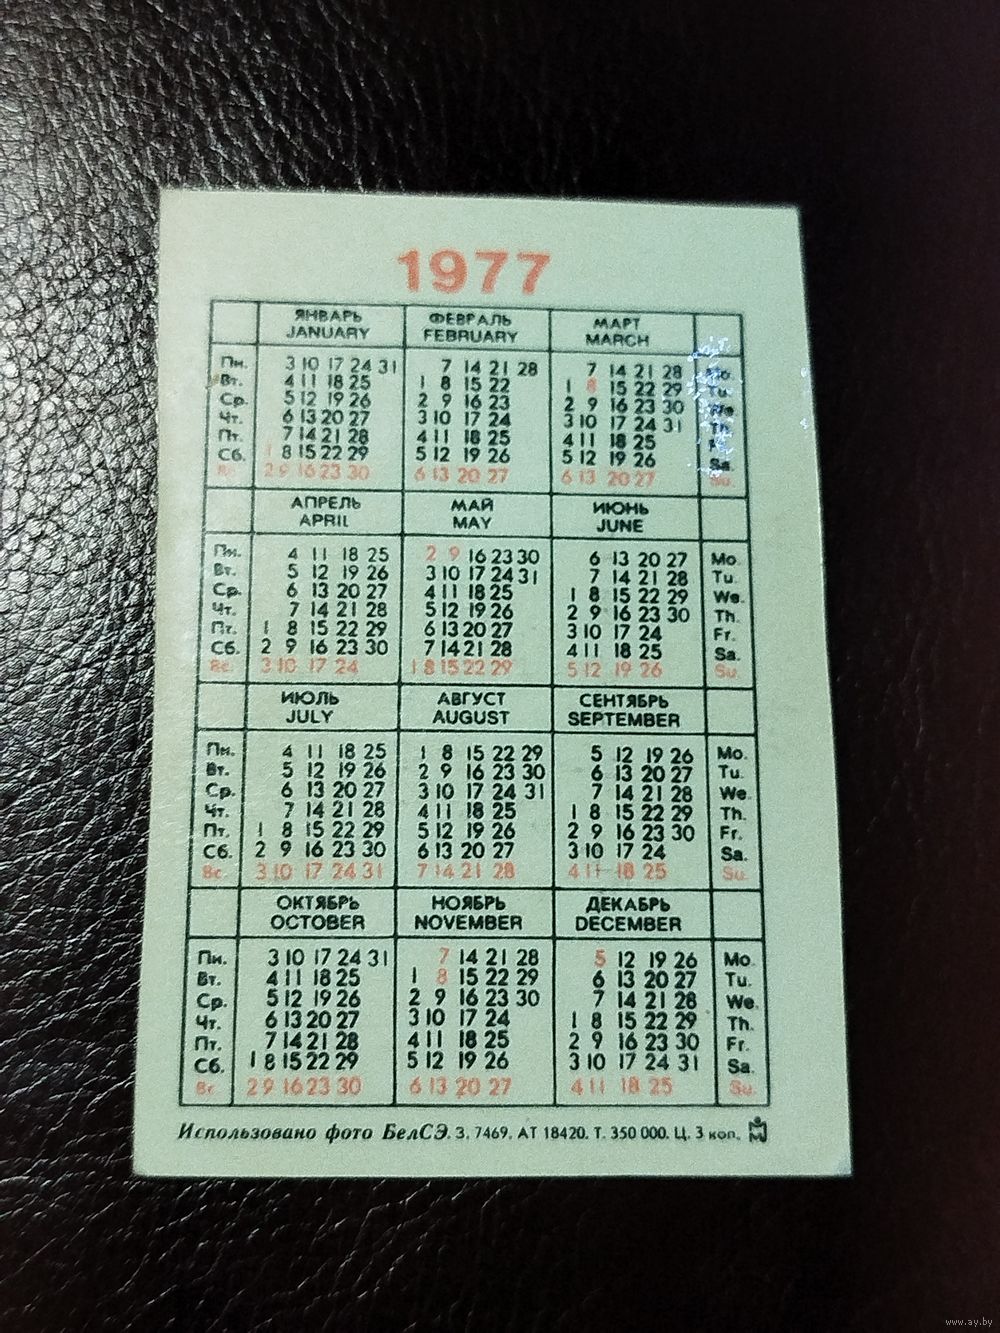 1977
ЯНВАРЬ ФЕВРАЛЬ МАРТ
JANUARY FEBRUARY MARCH
Пн. 3 10 17 24 31 7 14 21 28 7 14 21 28 Mo.
Вт. 4 11 18 25 1 8 15 22 1 8 15 22 29 Tu.
Ср. 5 12 19 26 2 9 16 23 2 9 16 23 30 We
Чт. 6 13 20 27 3 10 17 24 3 10 17 24 31 Th.
Пт. 7 14 21 28 4 11 18 25 4 11 18 25
Сб. 1 8 15 22 29 5 12 19 26 5 12 19 26 Sa.
Вс. 2 9 16 23 30 6 13 20 27 6 13 20 27 Su.
АПРЕЛЬ МАЙ ИЮНЬ
APRIL MAY JUNE
Пн. 4 11 18 25 2 9 16 23 30 6 13 20 27 Mo.
Вт. 5 12 19 26 3 10 17 24 31 7 14 21 28 Tu.
Ср. 6 13 20 27 4 11 18 25 1 8 15 22 29 We.
Чт. 7 14 21 28 5 12 19 26 2 9 16 23 30 Th.
Пт. 1 8 15 22 29 6 13 20 27 3 10 17 24 Fr.
Сб. 2 9 16 23 30 7 14 21 28 4 11 18 25 Sa.
Вс. 3 10 17 24 1 8 15 22 29 5 12 19 26 Su.
ИЮЛЬ АВГУСТ СЕНТЯБРЬ
JULY AUGUST SEPTEMBER
Пн. 4 11 18 25 1 8 15 22 29 5 12 19 26 Mo.
Вт. 5 12 19 26 2 9 16 23 30 6 13 20 27 Tu.
Ср. 6 13 20 27 3 10 17 24 31 7 14 21 28 We.
Чт. 7 14 21 28 4 11 18 25 1 8 15 22 29 Th.
Пт. 1 8 15 22 29 5 12 19 26 2 9 16 23 30 Fr.
Сб. 2 9 16 23 30 6 13 20 27 3 10 17 24 Sa.
Вс. 3 10 17 24 31 7 14 21 28 4 11 18 25 Su.
ОКТЯБРЬ НОЯБРЬ ДЕКАБРЬ
OCTOBER NOVEMBER DECEMBER
Пн. 3 10 17 24 31 7 14 21 28 5 12 19 26 Mo.
Вт. 4 11 18 25 1 8 15 22 29 6 13 20 27 Tu.
Ср. 5 12 19 26 2 9 16 23 30 7 14 21 28 We.
Чт. 6 13 20 27 3 10 17 24 1 8 15 22 29 Th.
Пт. 7 14 21 28 4 11 18 25 2 9 16 23 30 Fr.
Сб. 1 8 15 22 29 5 12 19 26 3 10 17 24 31 Sa.
Вс. 2 9 16 23 30 6 13 20 27 4 11 18 25 Su.
Использовано фото БелСЭ. З. 7469. АТ 18420. Т. 350 000. Ц. 3 коп.
www.ay.by